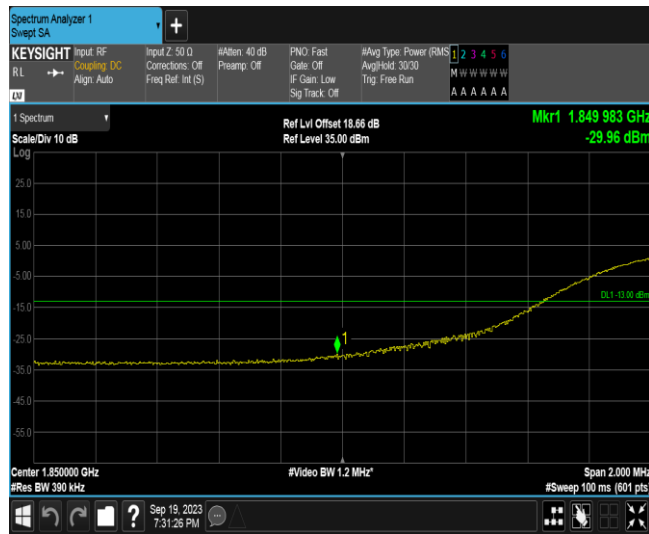 Spectrum Analyzer 1
Swept SA
+
KEYSIGHT
RL
LXI
Input: RF
Coupling: DC
Align: Auto
Input Z: 50 Ω
Corrections: Off
Freq Ref: Int (S)
#Atten: 40 dB
Preamp: Off
PNO: Fast
Gate: Off
IF Gain: Low
Sig Track: Off
#Avg Type: Power (RMS
Avg|Hold: 30/30
Trig: Free Run
1 2 3 4 5 6
M W W W W W
A A A A A A
1 Spectrum
Scale/Div 10 dB
Log
Ref Lvl Offset 18.66 dB
Ref Level 35.00 dBm
Mkr1 1.849 983 GHz
-29.96 dBm
25.0
15.0
5.00
-5.00
-15.0
-25.0
-35.0
-45.0
-55.0
DL1 -13.00 dBm
1
Center 1.850000 GHz
#Res BW 390 kHz
#Video BW 1.2 MHz*
Span 2.000 MHz
#Sweep 100 ms (601 pts)
?
Sep 19, 2023
7:31:26 PM